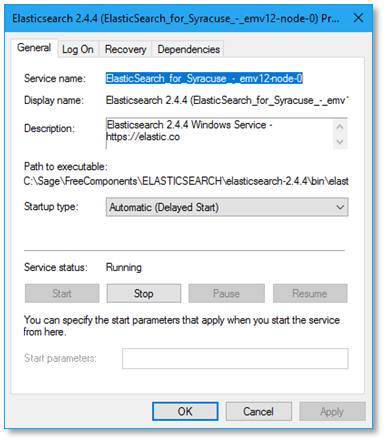 Elasticsearch 2.4.4 (ElasticSearch_for_Syracuse_-_emv12-node-0) Pr...
General
Log On
Recovery
Dependencies
Service name: ElasticSearch_for_Syracuse_-_emv12-node-0
Display name: Elasticsearch 2.4.4 (ElasticSearch_for_Syracuse_-_emv
Description: Elasticsearch 2.4.4 Windows Service -
https://elastic.co
Path to executable:
C:\Sage\FreeComponents\ELASTICSEARCH\elasticsearch-2.4.4\bin\elast
Startup type: Automatic (Delayed Start)
Service status: Running
Start Stop Pause Resume
You can specify the start parameters that apply when you start the service
from here.
Start parameters:
OK Cancel Apply